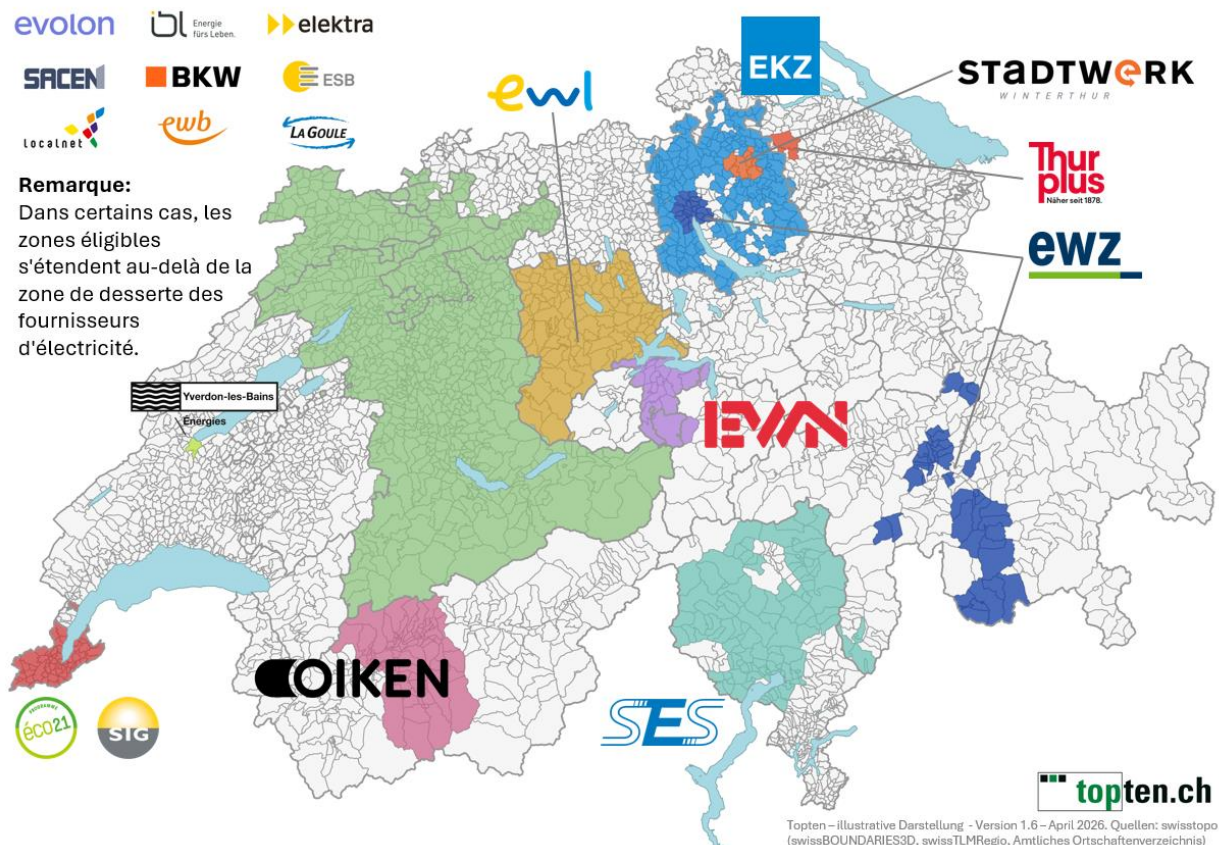 evolon
ibl Energie
fürs Leben.
elektra
SACEN
BKW
ESB
localnet
ewb
LA GOULE
ewl
EKZ
STADTWERK
WINTERTHUR
Thur
plus
Näher seit 1878.
ewz
Remarque:
Dans certains cas, les
zones éligibles
s'étendent au-delà de la
zone de desserte des
fournisseurs
d'électricité.
Yverdon-les-Bains
Énergies
EWN
OIKEN
SES
PROGRAMME
éco21
SIG
topten.ch
Topten – illustrative Darstellung - Version 1.6 – April 2026. Quellen: swisstopo
(swissBOUNDARIES3D, swissTLMRegio, Amtliches Ortschaftenverzeichnis)